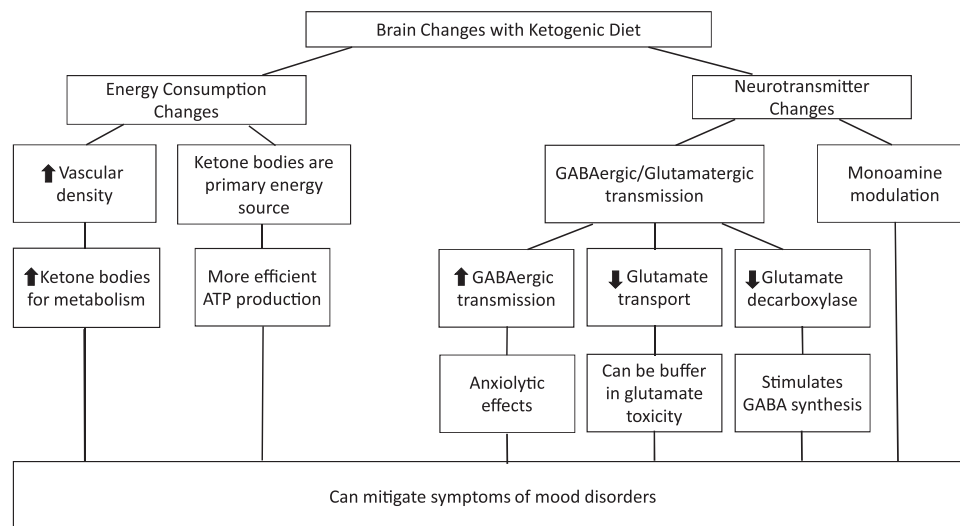 Brain Changes with Ketogenic Diet
Energy Consumption
Changes
Neurotransmitter
Changes
⬆ Vascular
density
Ketone bodies are
primary energy
source
GABAergic/Glutamatergic
transmission
Monoamine
modulation
⬆ Ketone bodies
for metabolism
More efficient
ATP production
⬆ GABAergic
transmission
⬇ Glutamate
transport
⬇ Glutamate
decarboxylase
Anxiolytic
effects
Can be buffer
in glutamate
toxicity
Stimulates
GABA synthesis
Can mitigate symptoms of mood disorders